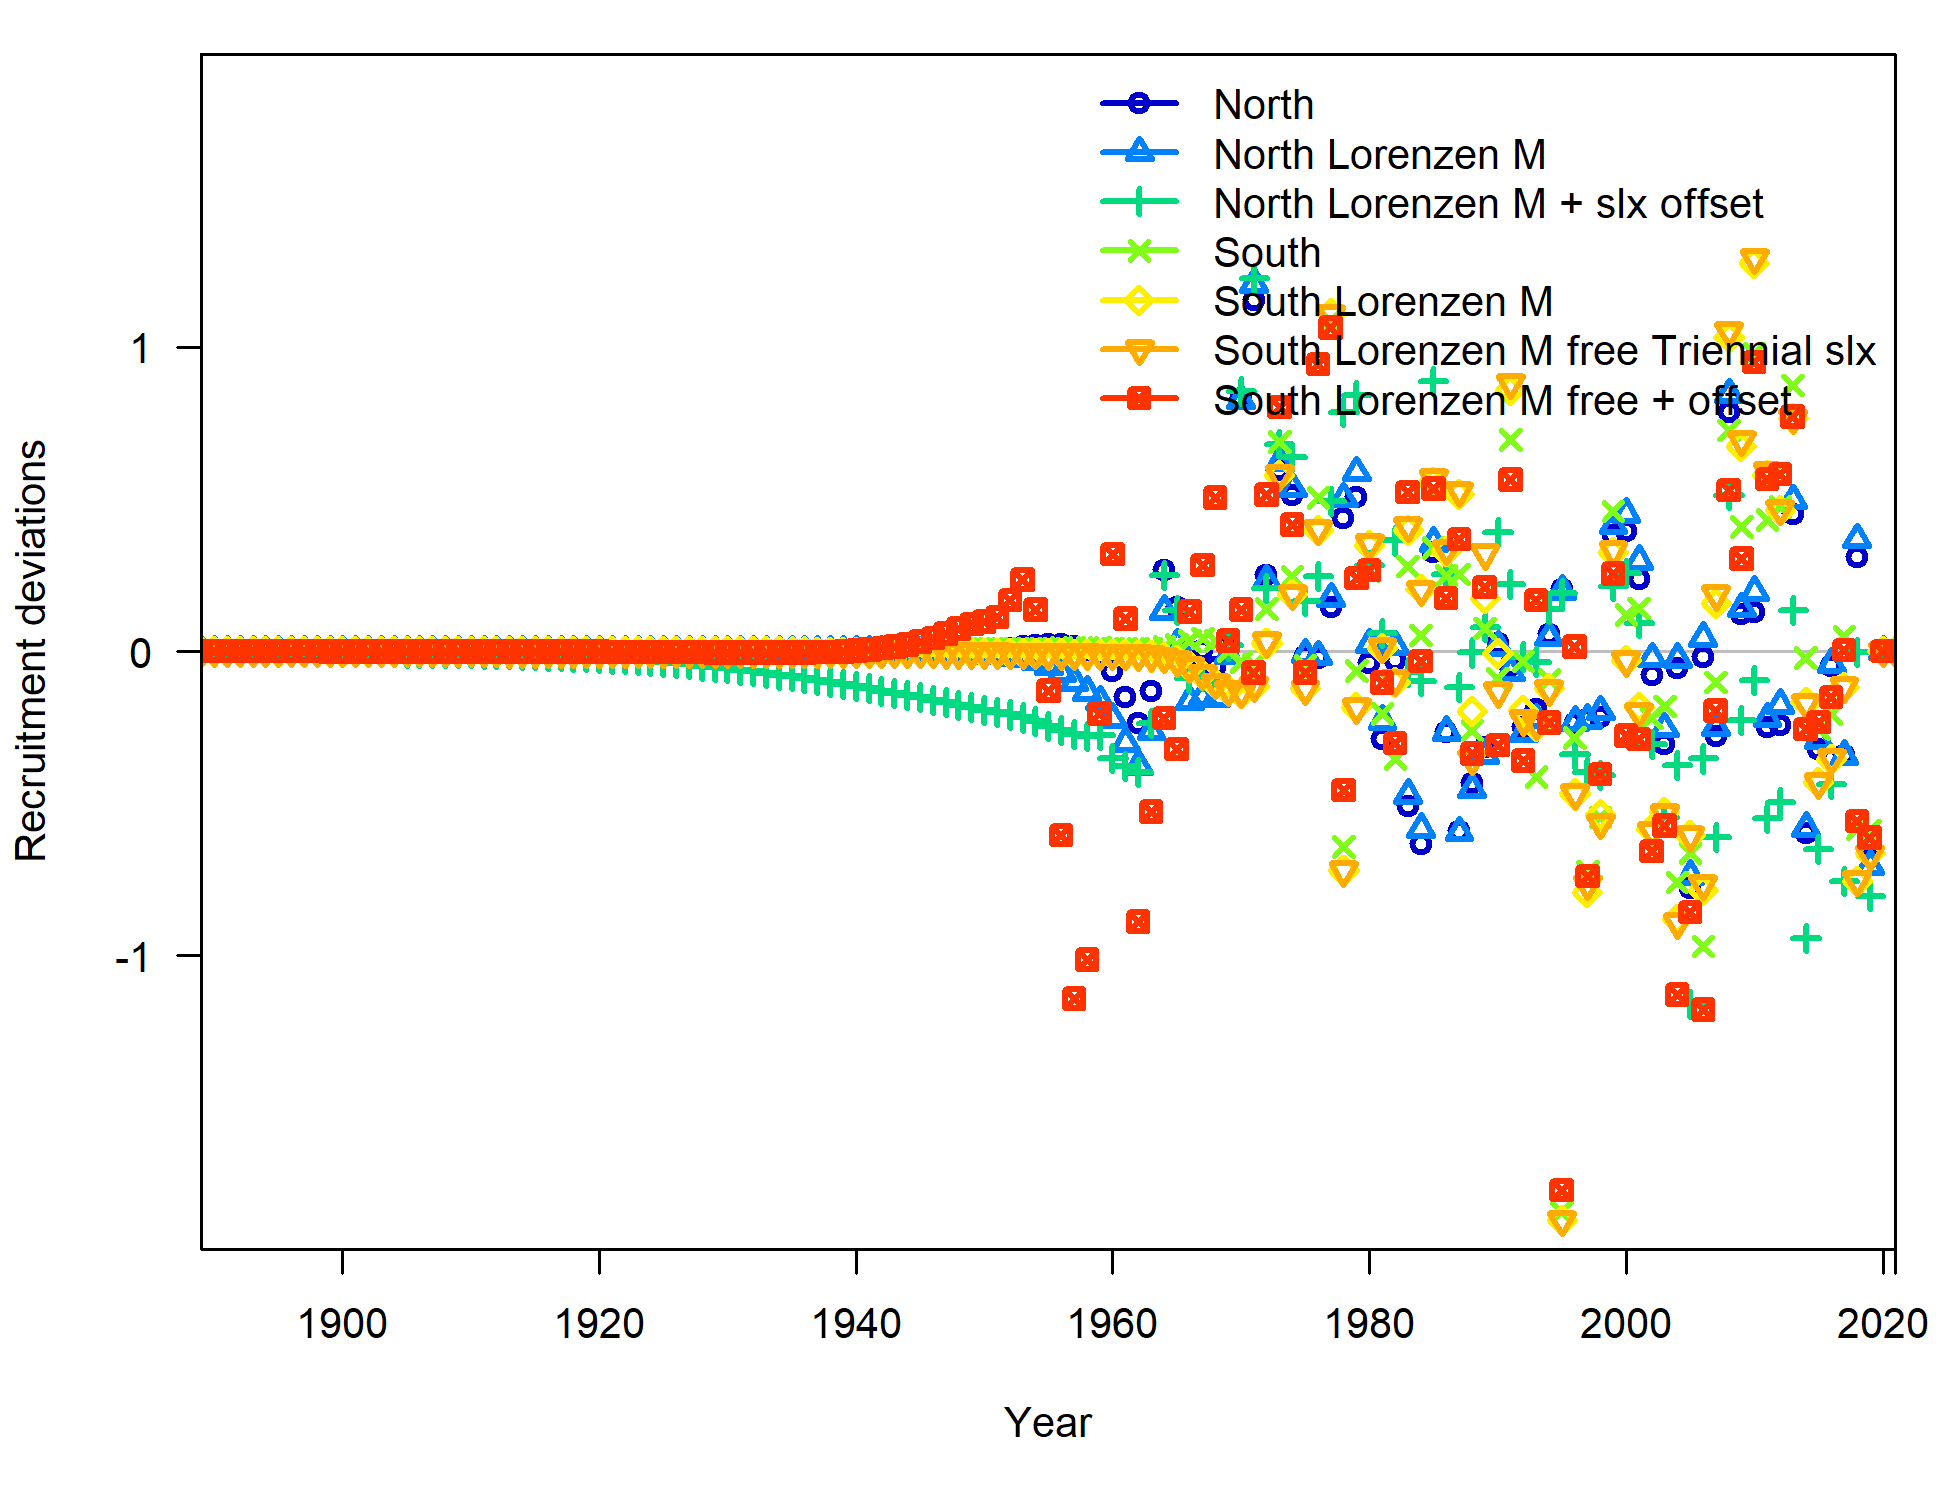 North
North Lorenzen M
North Lorenzen M + slx offset
South
South Lorenzen M
South Lorenzen M free Triennial slx
South Lorenzen M free + offset
Recruitment deviations
1
0
-1
1900 1920 1940 1960 1980 2000 2020
Year